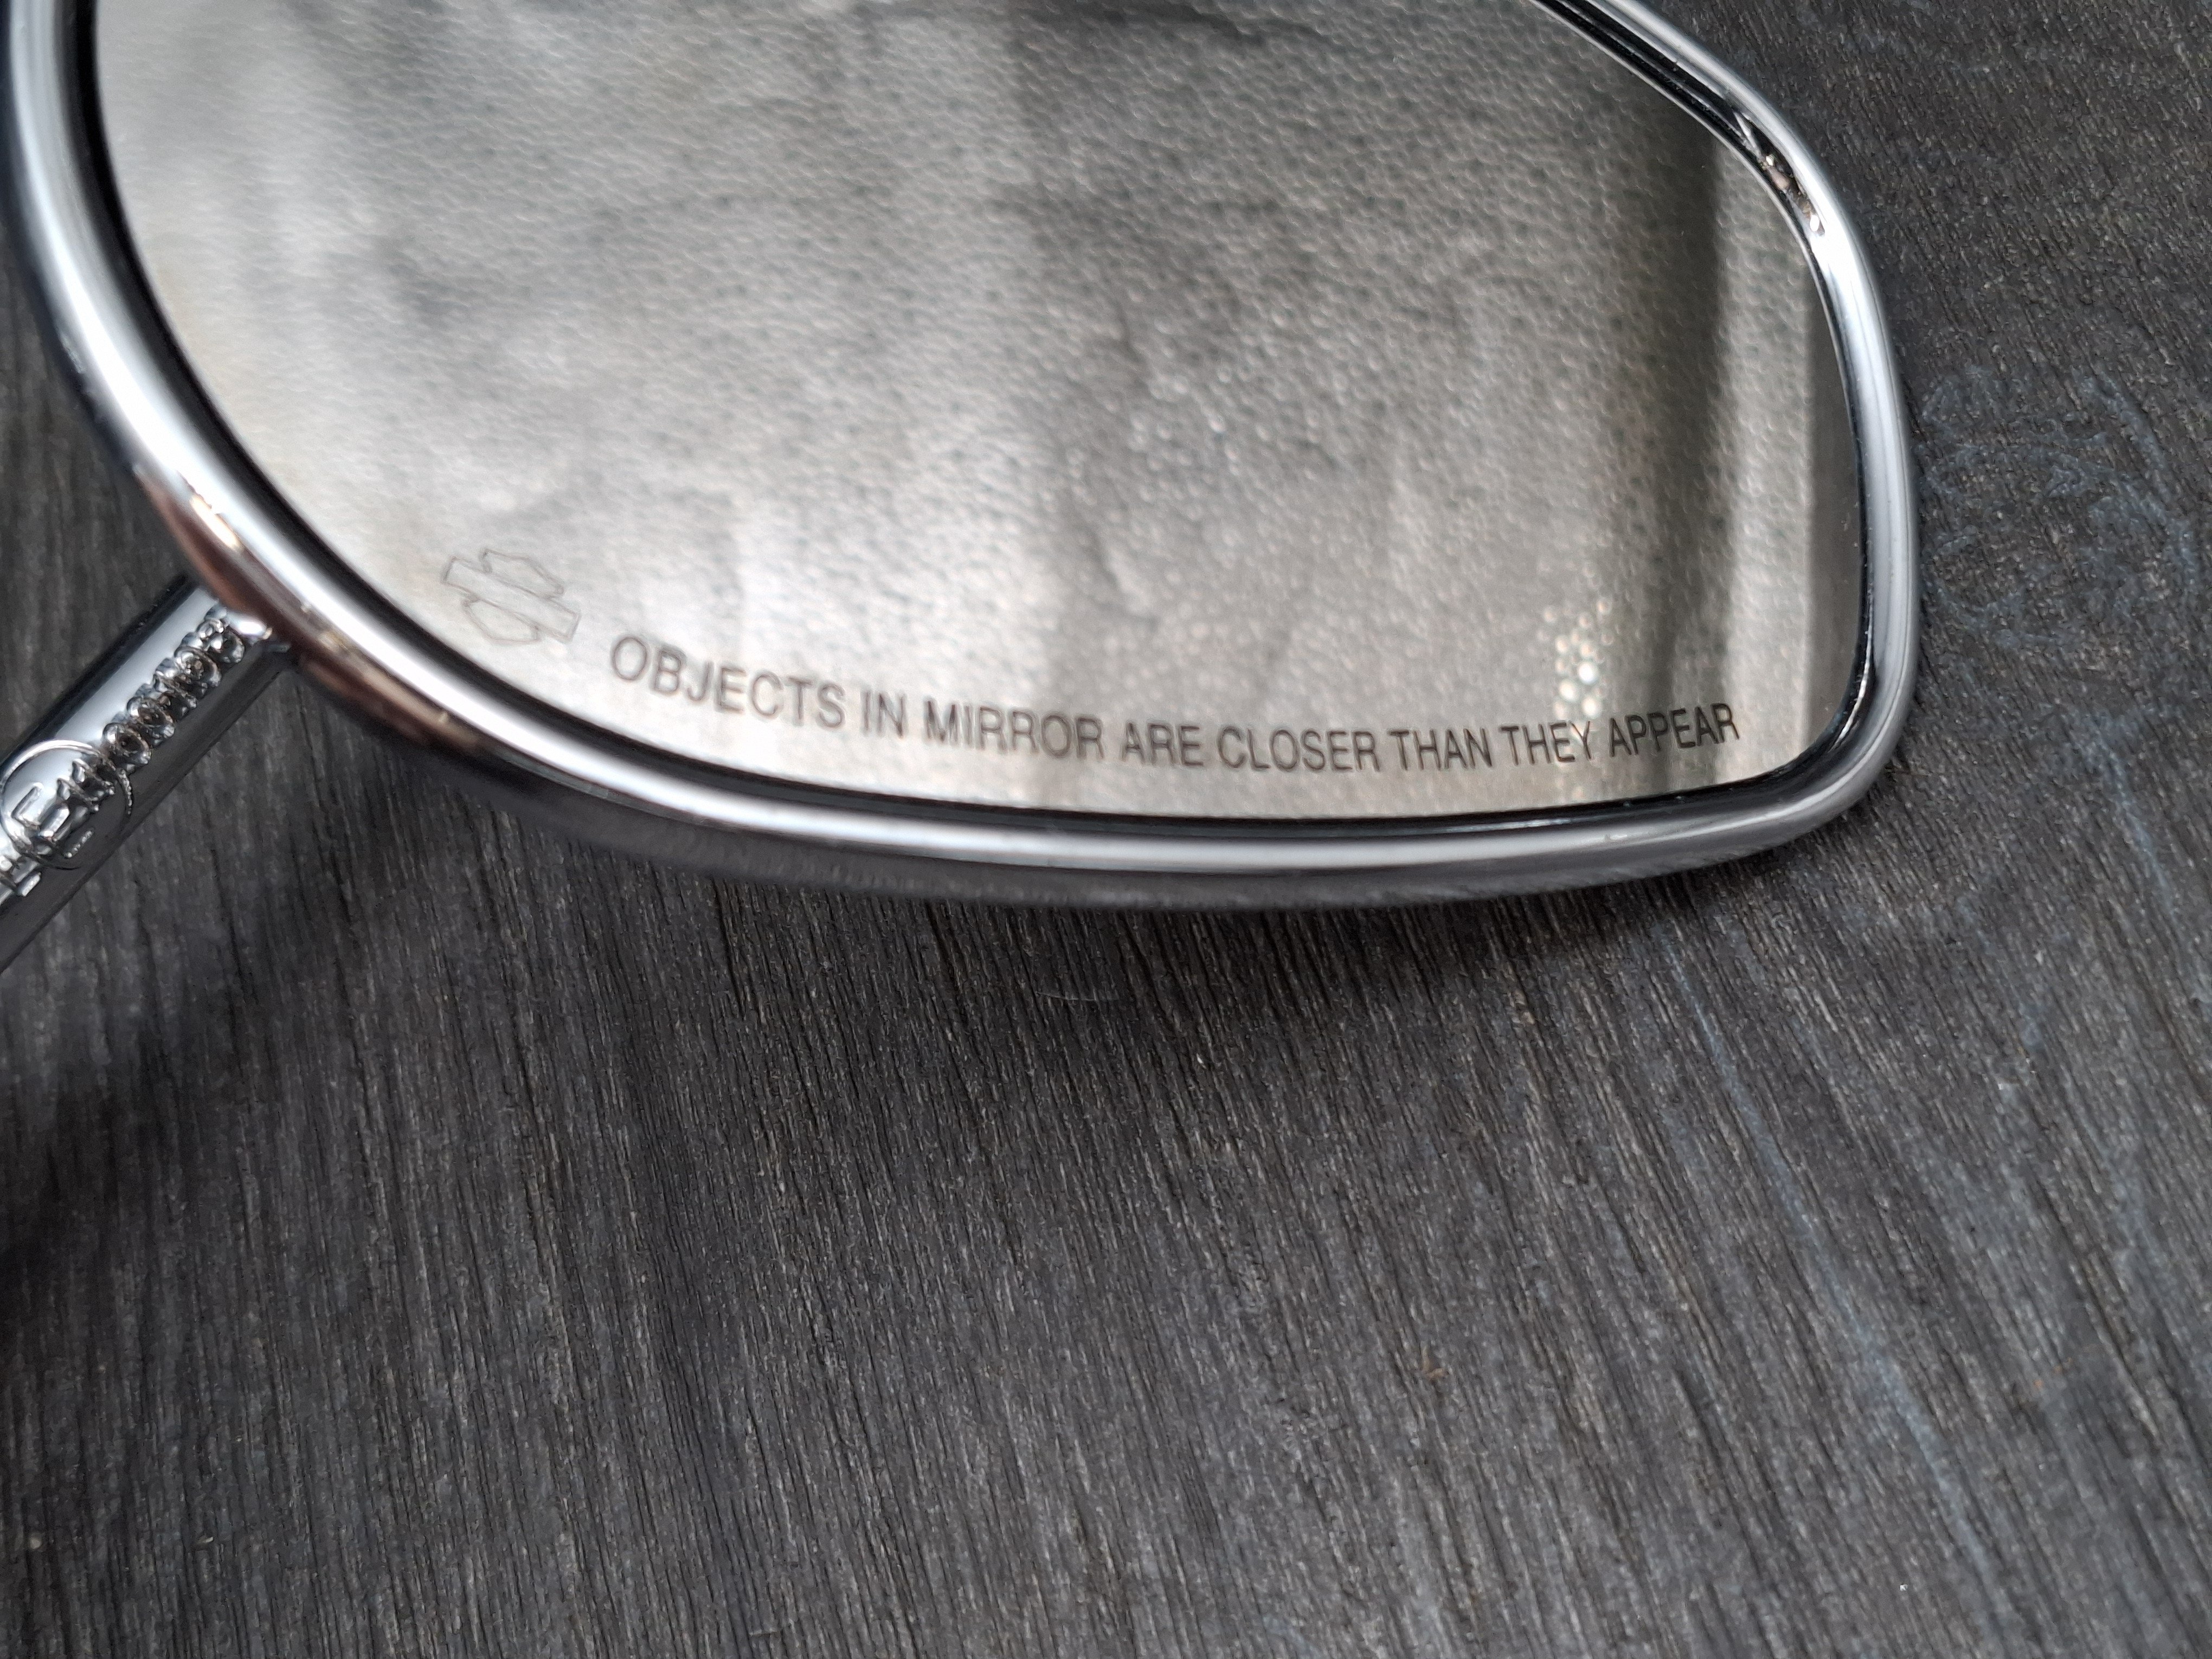 OBJECTS IN MIRROR ARE CLOSER THAN THEY APPEAR